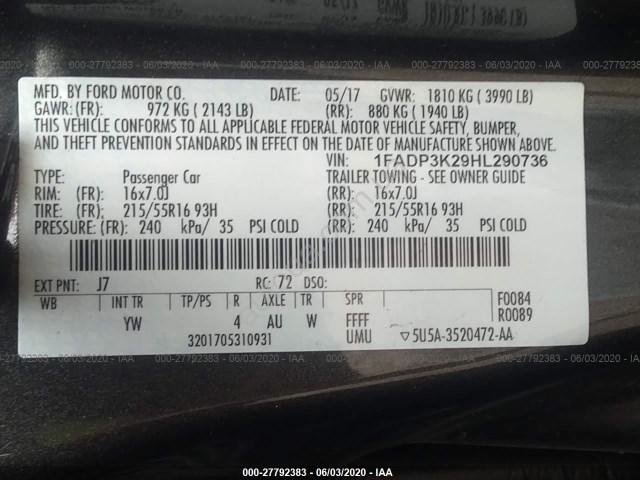 000-27792383 - 06/03/2020 - IAA
MFD. BY FORD MOTOR CO. DATE: 05/17 GVWR: 1810 KG ( 3990 LB)
GAWR: (FR): 972 KG ( 2143 LB) (RR): 880 KG ( 1940 LB)
THIS VEHICLE CONFORMS TO ALL APPLICABLE FEDERAL MOTOR VEHICLE SAFETY, BUMPER,
AND THEFT PREVENTION STANDARDS IN EFFECT ON THE DATE OF MANUFACTURE SHOWN ABOVE.
VIN: 1FADP3K29HL290736
TYPE: Passenger Car TRAILER TOWING - SEE OWNER GUIDE
RIM: (FR): 16x7.0J (RR): 16x7.0J
TIRE: (FR): 215/55R16 93H (RR): 215/55R16 93H
PRESSURE: (FR): 240 kPa/ 35 PSI COLD (RR): 240 kPa/ 35 PSI COLD
EXT PNT: J7 RC: 72 DSO:
WB INT TR TP/PS R AXLE TR SPR F0084
YW 4 AU W FFFF R0089
3201705310931 UMU 5U5A-3520472-AA
000-27792383 - 06/03/2020 - IAA
000-27792383 - 06/03/2020 - IAA